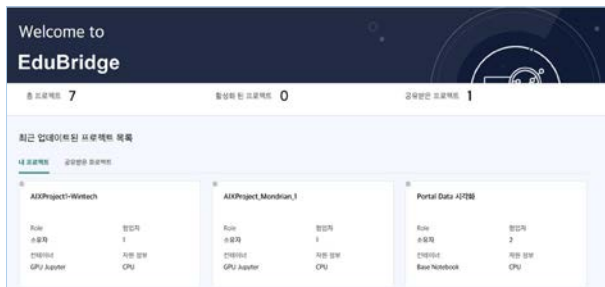 Welcome to
EduBridge
총 프로젝트 7 활성화 된 프로젝트 0 공유받은 프로젝트 1
최근 업데이트된 프로젝트 목록
내 프로젝트 공유받은 프로젝트
AIXProject1-Wintech AIXProject_Mondrian_1 Portal Data 시각화
Role 협업자 Role 협업자 Role 협업자
소유자 1 소유자 1 소유자 2
컨테이너 자원 정보 컨테이너 자원 정보 컨테이너 자원 정보
GPU Jupyter CPU GPU Jupyter CPU Base Notebook CPU